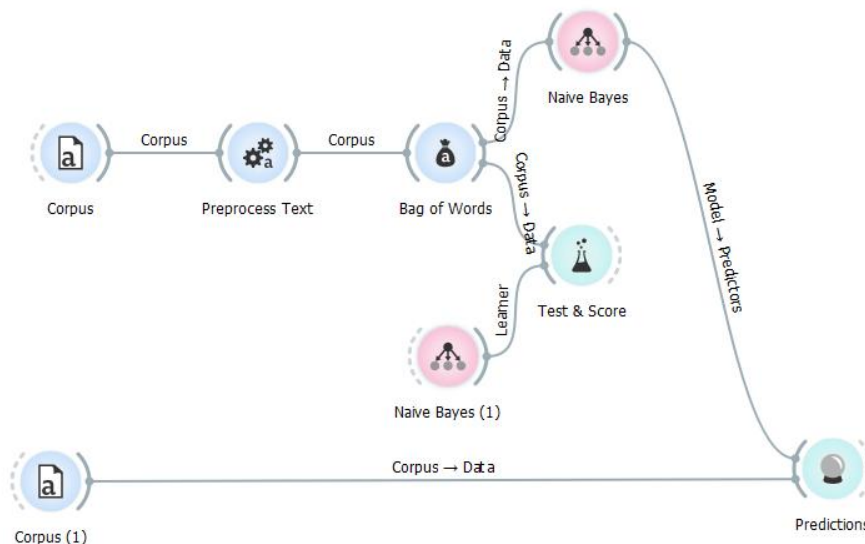 Corpus → Data
Naive Bayes
Corpus
Corpus
Corpus
Preprocess Text
Bag of Words
Corpus → Data
Model → Predictors
Learner
Test & Score
Naive Bayes (1)
Corpus → Data
Corpus (1)
Predictions